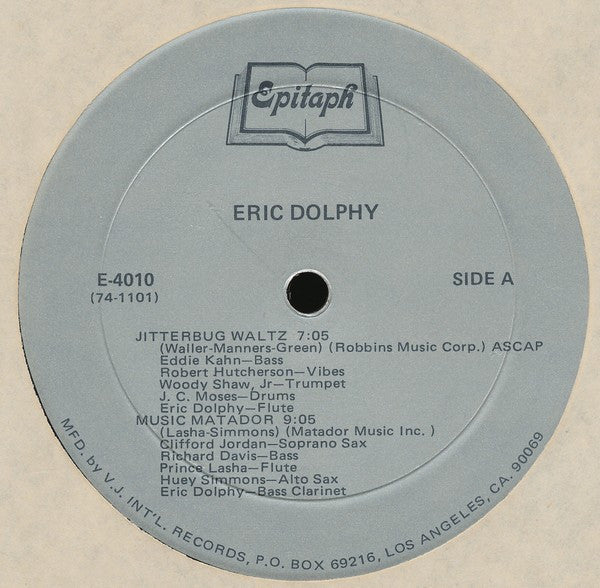 Epitaph
ERIC DOLPHY
E-4010
(74-1101)
SIDE A
JITTERBUG WALTZ 7:05
(Waller-Manners-Green) (Robbins Music Corp.) ASCAP
Eddie Kahn—Bass
Robert Hutcherson—Vibes
Woody Shaw, Jr—Trumpet
J. C. Moses—Drums
Eric Dolphy—Flute
MUSIC MATADOR 9:05
(Lasha-Simmons) (Matador Music Inc. )
Clifford Jordan—Soprano Sax
Richard Davis—Bass
Prince Lasha—Flute
Huey Simmons—Alto Sax
Eric Dolphy—Bass Clarinet
MFD. by V.J. INT'L. RECORDS, P.O. BOX 69216, LOS ANGELES, CA. 90069